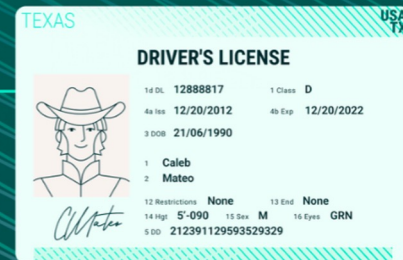 TEXAS
USA
TX
DRIVER'S LICENSE
1d DL 12888817 1 Class D
4a Iss 12/20/2012 4b Exp 12/20/2022
3 DOB 21/06/1990
1 Caleb
2 Mateo
12 Restrictions None 13 End None
14 Hgt 5'-090 15 Sex M 16 Eyes GRN
5 DD 212391129593529329
CMateo